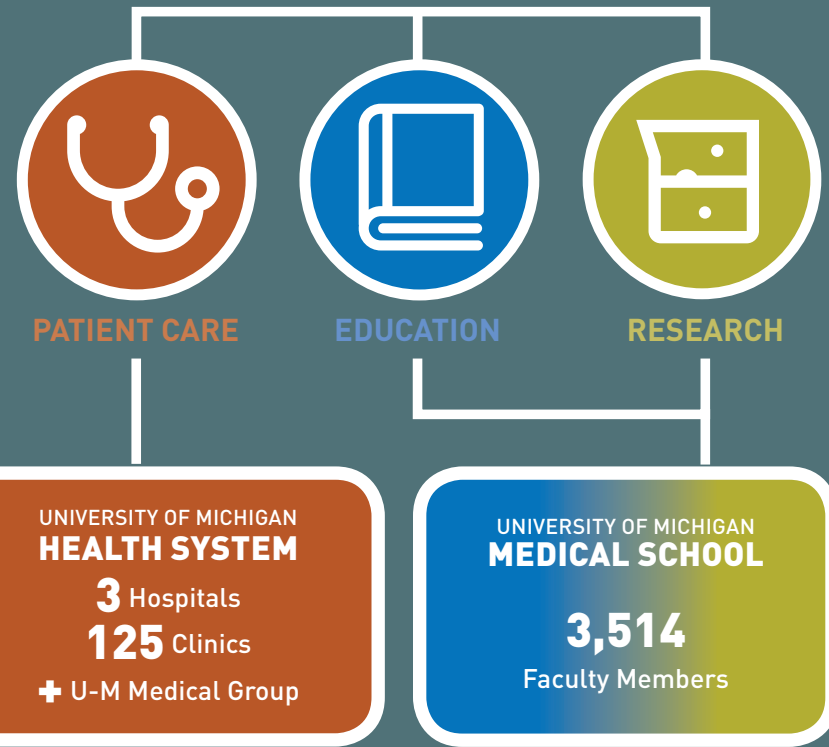 PATIENT CARE
EDUCATION
RESEARCH
UNIVERSITY OF MICHIGAN
HEALTH SYSTEM
3 Hospitals
125 Clinics
+ U-M Medical Group
UNIVERSITY OF MICHIGAN
MEDICAL SCHOOL
3,514
Faculty Members